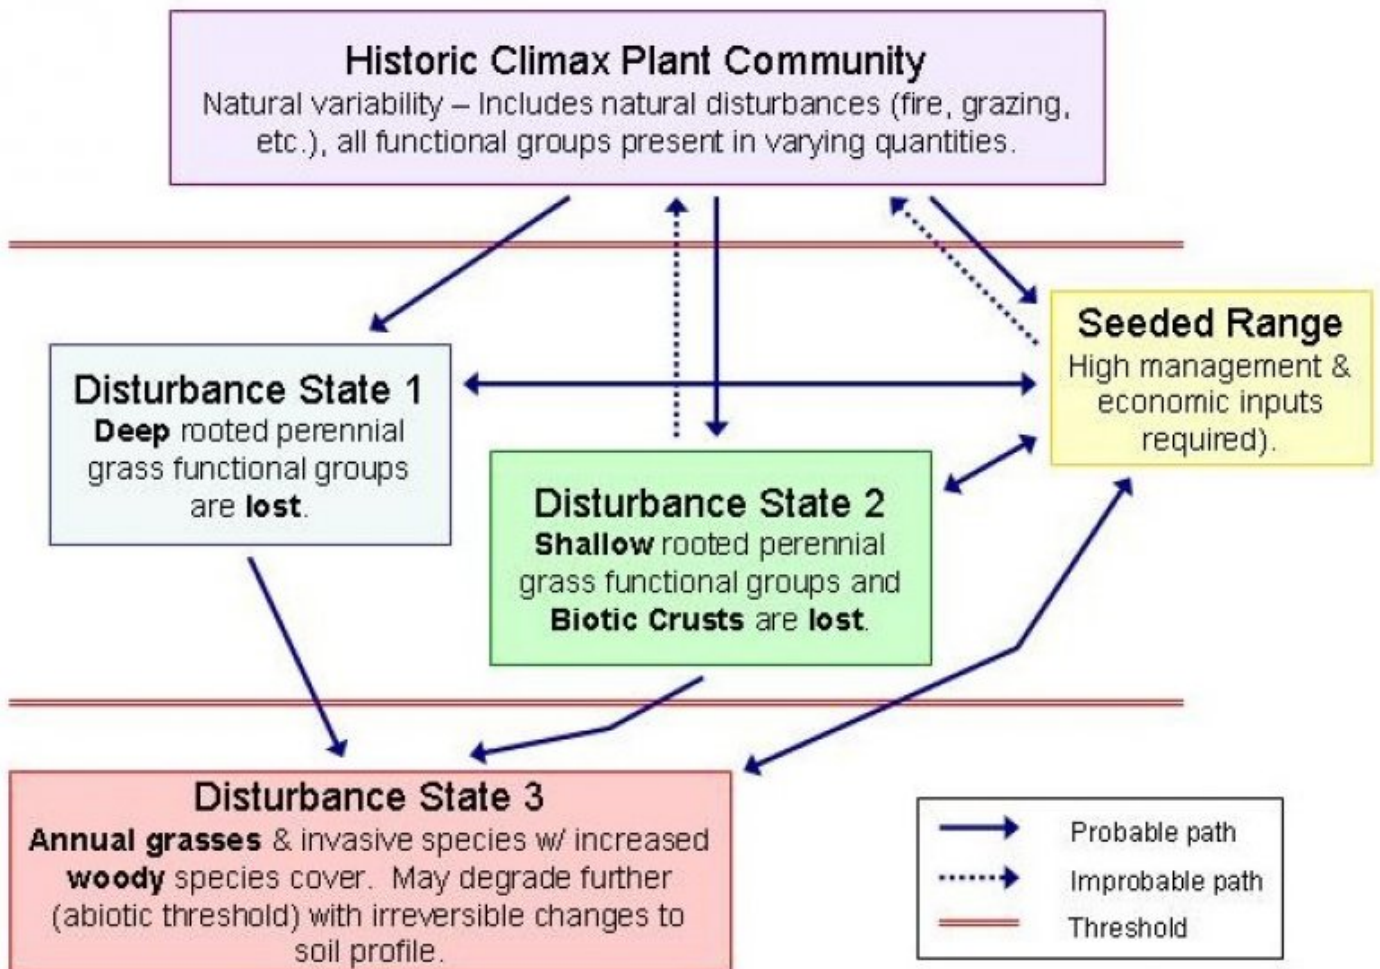 Historic Climax Plant Community
Natural variability – Includes natural disturbances (fire, grazing,
etc.), all functional groups present in varying quantities.
Seeded Range
High management &
economic inputs
required).
Disturbance State 1
Deep rooted perennial
grass functional groups
are lost.
Disturbance State 2
Shallow rooted perennial
grass functional groups and
Biotic Crusts are lost.
Disturbance State 3
Annual grasses & invasive species w/ increased
woody species cover. May degrade further
(abiotic threshold) with irreversible changes to
soil profile.
Probable path
Improbable path
Threshold